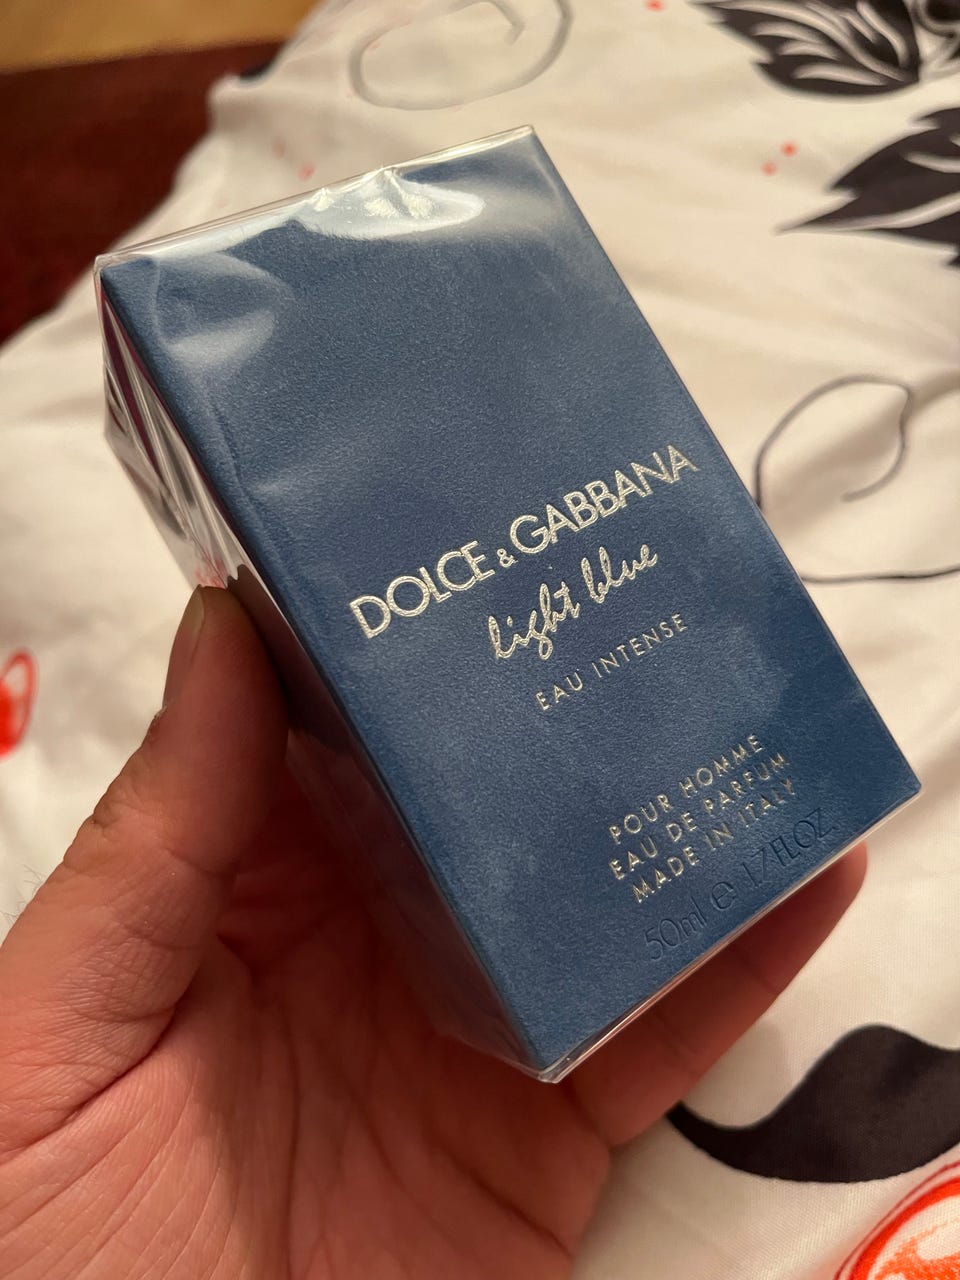 DOLCE & GABBANA
light blue
EAU INTENSE
POUR HOMME
EAU DE PARFUM
MADE IN ITALY
50ml ℮ 1.7 FL.OZ.